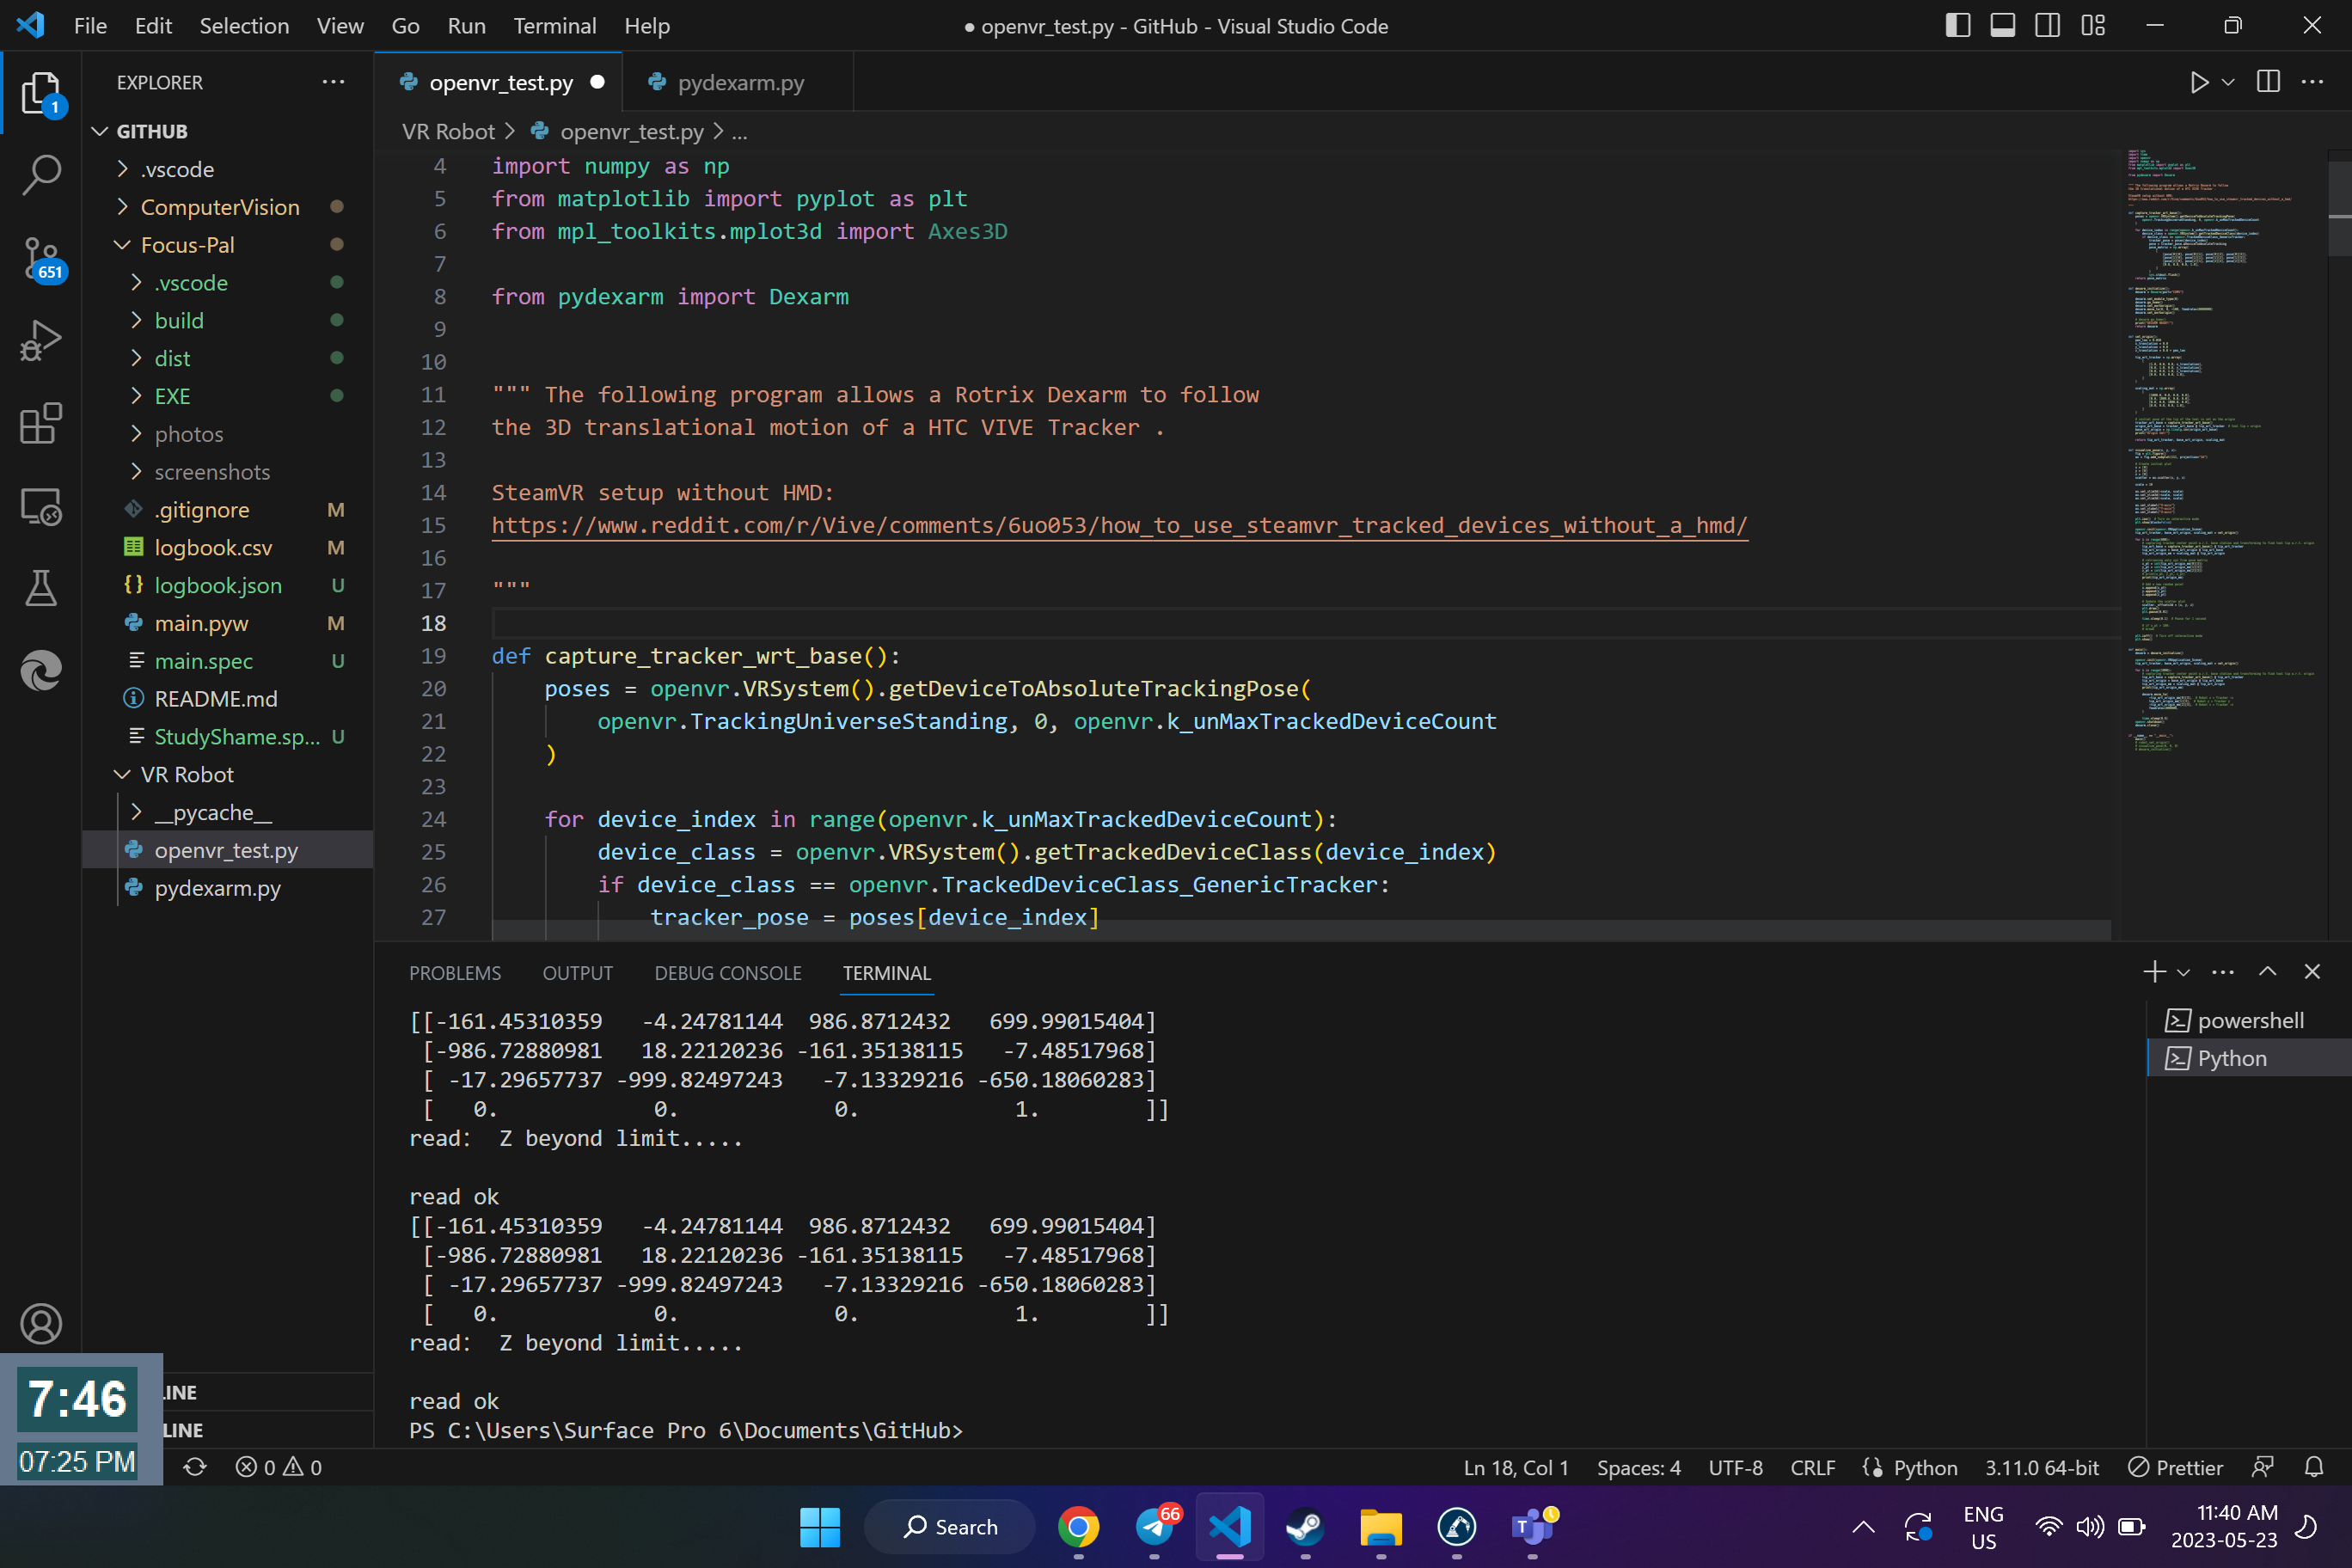 File Edit Selection View Go Run Terminal Help
● openvr_test.py - GitHub - Visual Studio Code
EXPLORER
1
651
GITHUB
.vscode
ComputerVision
Focus-Pal
.vscode
build
dist
EXE
photos
screenshots
.gitignore M
logbook.csv M
logbook.json U
main.pyw M
main.spec U
README.md
StudyShame.sp... U
VR Robot
__pycache__
openvr_test.py
pydexarm.py
LINE
LINE
openvr_test.py
pydexarm.py
VR Robot > openvr_test.py > ...
4 import numpy as np
5 from matplotlib import pyplot as plt
6 from mpl_toolkits.mplot3d import Axes3D
7
8 from pydexarm import Dexarm
9
10
11 """ The following program allows a Rotrix Dexarm to follow
12 the 3D translational motion of a HTC VIVE Tracker .
13
14 SteamVR setup without HMD:
15 https://www.reddit.com/r/Vive/comments/6uo053/how_to_use_steamvr_tracked_devices_without_a_hmd/
16
17 """
18
19 def capture_tracker_wrt_base():
20 poses = openvr.VRSystem().getDeviceToAbsoluteTrackingPose(
21 openvr.TrackingUniverseStanding, 0, openvr.k_unMaxTrackedDeviceCount
22 )
23
24 for device_index in range(openvr.k_unMaxTrackedDeviceCount):
25 device_class = openvr.VRSystem().getTrackedDeviceClass(device_index)
26 if device_class == openvr.TrackedDeviceClass_GenericTracker:
27 tracker_pose = poses[device_index]
PROBLEMS OUTPUT DEBUG CONSOLE TERMINAL
[[-161.45310359 -4.24781144 986.8712432 699.99015404]
[-986.72880981 18.22120236 -161.35138115 -7.48517968]
[ -17.29657737 -999.82497243 -7.13329216 -650.18060283]
[ 0. 0. 0. 1. ]]
read: Z beyond limit.....
read ok
[[-161.45310359 -4.24781144 986.8712432 699.99015404]
[-986.72880981 18.22120236 -161.35138115 -7.48517968]
[ -17.29657737 -999.82497243 -7.13329216 -650.18060283]
[ 0. 0. 0. 1. ]]
read: Z beyond limit.....
read ok
PS C:\Users\Surface Pro 6\Documents\GitHub>
powershell
Python
7:46
07:25 PM
0 0
Ln 18, Col 1 Spaces: 4 UTF-8 CRLF Python 3.11.0 64-bit Prettier
Search
66
T
ENG
US
11:40 AM
2023-05-23